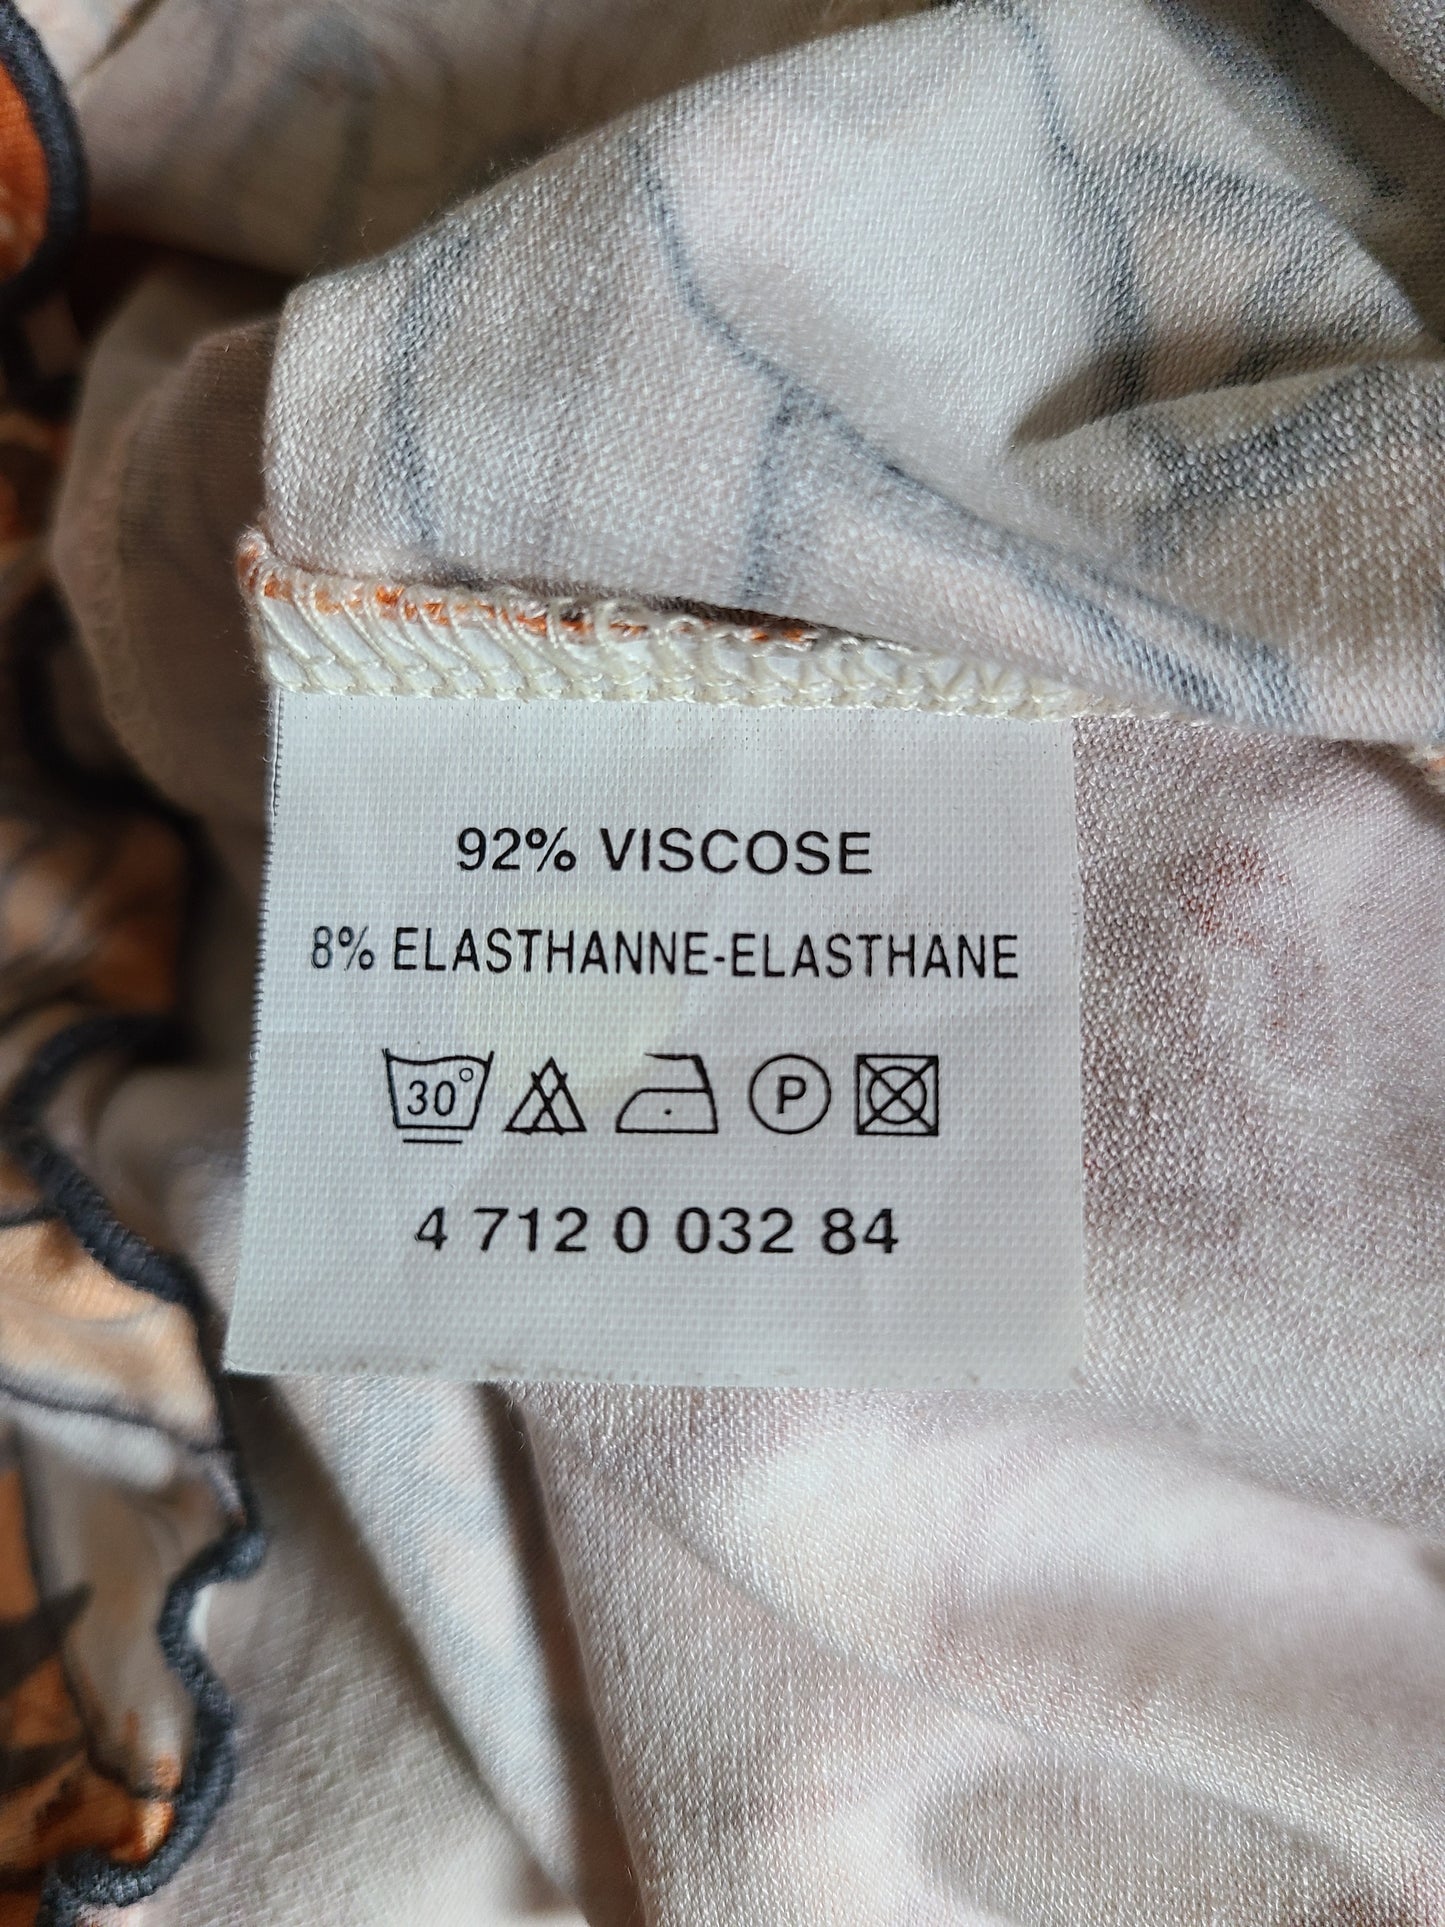 92% VISCOSE
8% ELASTHANNE-ELASTHANE
30° P
4 712 0 032 84